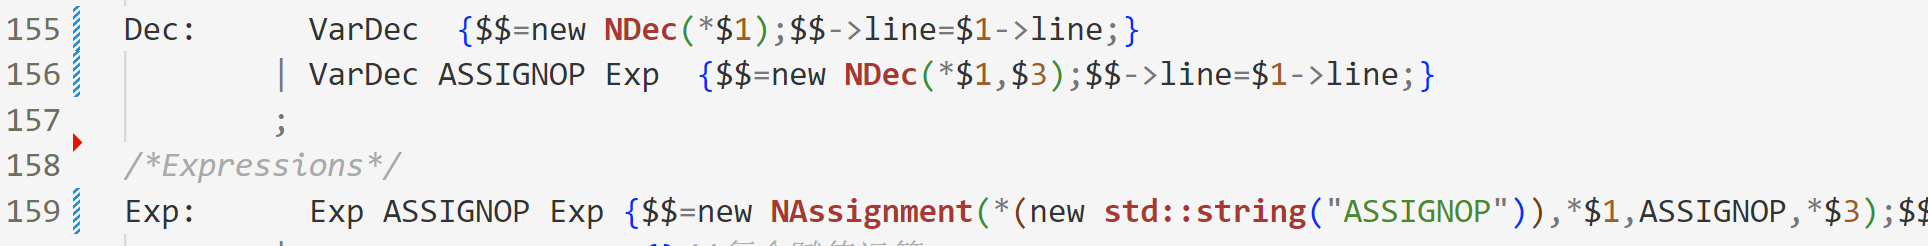 155 Dec: VarDec {$$=new NDec(*$1);$$->line=$1->line;}
156 | VarDec ASSIGNOP Exp {$$=new NDec(*$1,$3);$$->line=$1->line;}
157 ;
158 /*Expressions*/
159 Exp: Exp ASSIGNOP Exp {$$=new NAssignment(*(new std::string("ASSIGNOP")),*$1,ASSIGNOP,*$3);$$